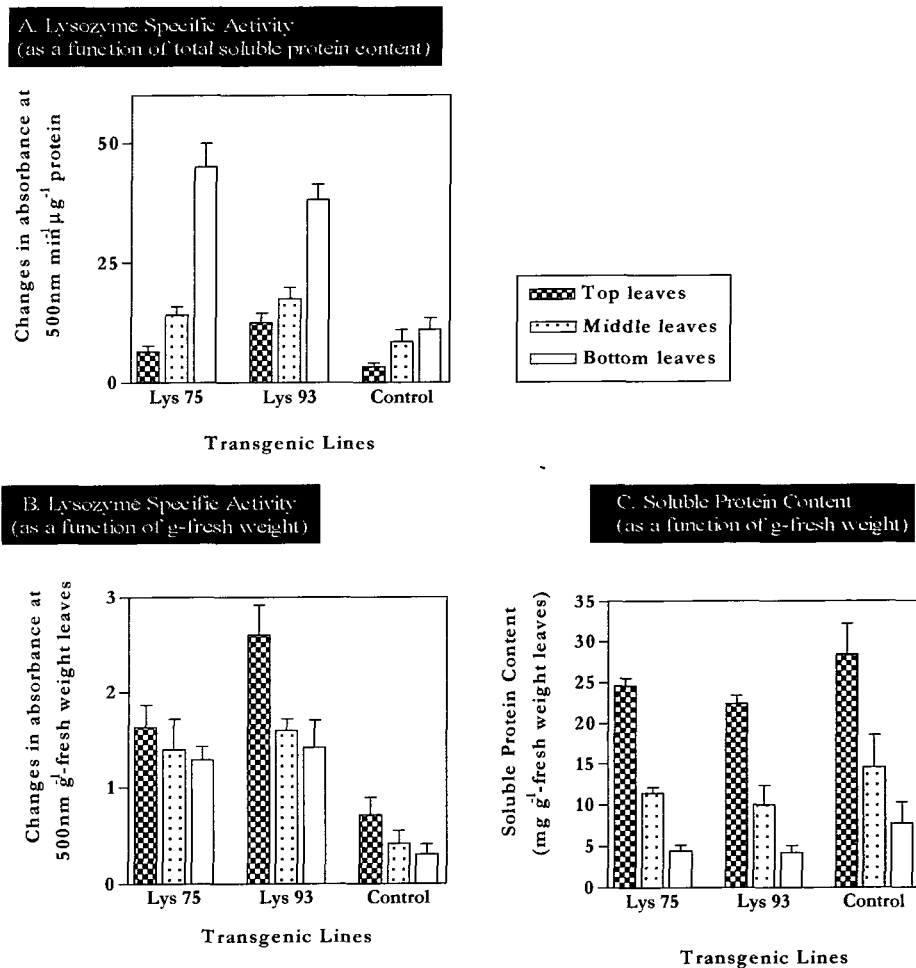 A. Lysozyme Specific Activity
(as a function of total soluble protein content)
Changes in absorbance at
500nm min-1 µg-1 protein
50
25
0
Lys 75 Lys 93 Control
Transgenic Lines
Top leaves
Middle leaves
Bottom leaves
B. Lysozyme Specific Activity
(as a function of g-fresh weight)
Changes in absorbance at
500nm g-1-fresh weight leaves
3
2
1
0
Lys 75 Lys 93 Control
Transgenic Lines
C. Soluble Protein Content
(as a function of g-fresh weight)
Soluble Protein Content
(mg g-1-fresh weight leaves)
35
30
25
20
15
10
5
0
Lys 75 Lys 93 Control
Transgenic Lines